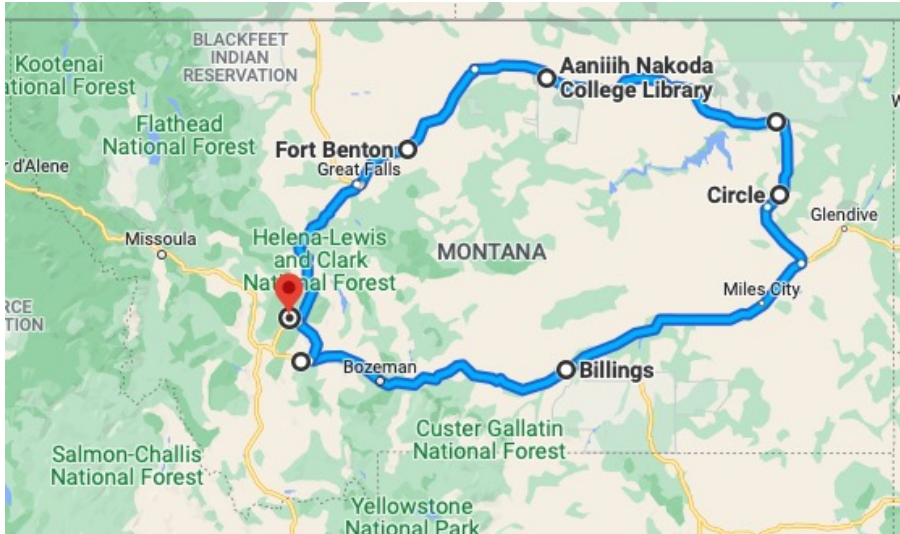 BLACKFEET
INDIAN
RESERVATION
Kootenai
ational Forest
Aaniiih Nakoda
College Library
Flathead
National Forest
Fort Benton
Great Falls
r d'Alene
Circle
Glendive
Missoula
Helena-Lewis
and Clark
National Forest
MONTANA
Miles City
RCE
TION
Bozeman
Billings
Custer Gallatin
National Forest
Salmon-Challis
National Forest
Yellowstone
National Park